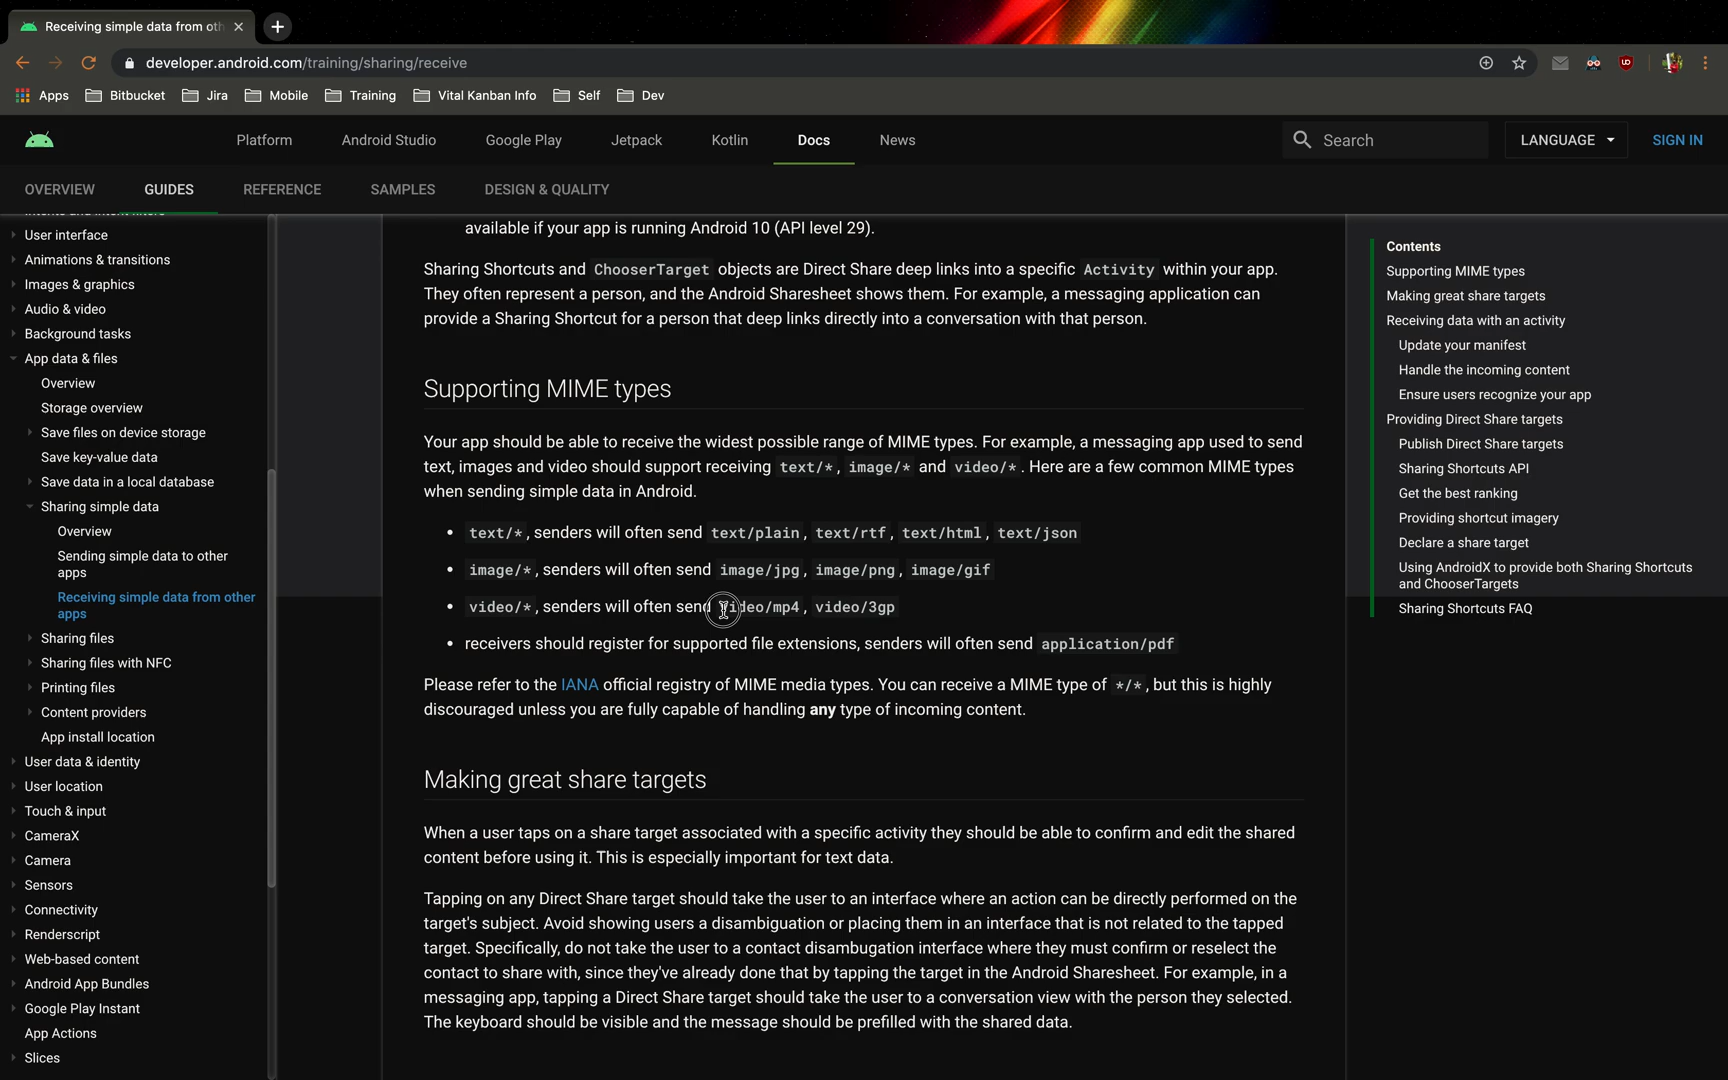 Receiving simple data from oth
developer.android.com/training/sharing/receive
Apps Bitbucket Jira Mobile Training Vital Kanban Info Self Dev
Platform Android Studio Google Play Jetpack Kotlin Docs News Search LANGUAGE SIGN IN
OVERVIEW GUIDES REFERENCE SAMPLES DESIGN & QUALITY
User interface
Animations & transitions
Images & graphics
Audio & video
Background tasks
App data & files
Overview
Storage overview
Save files on device storage
Save key-value data
Save data in a local database
Sharing simple data
Overview
Sending simple data to other
apps
Receiving simple data from other
apps
Sharing files
Sharing files with NFC
Printing files
Content providers
App install location
User data & identity
User location
Touch & input
CameraX
Camera
Sensors
Connectivity
Renderscript
Web-based content
Android App Bundles
Google Play Instant
App Actions
Slices
available if your app is running Android 10 (API level 29).
Sharing Shortcuts and ChooserTarget objects are Direct Share deep links into a specific Activity within your app.
They often represent a person, and the Android Sharesheet shows them. For example, a messaging application can
provide a Sharing Shortcut for a person that deep links directly into a conversation with that person.
Supporting MIME types
Your app should be able to receive the widest possible range of MIME types. For example, a messaging app used to send
text, images and video should support receiving text/*, image/* and video/*. Here are a few common MIME types
when sending simple data in Android.
• text/*, senders will often send text/plain, text/rtf, text/html, text/json
• image/*, senders will often send image/jpg, image/png, image/gif
• video/*, senders will often send video/mp4, video/3gp
• receivers should register for supported file extensions, senders will often send application/pdf
Please refer to the IANA official registry of MIME media types. You can receive a MIME type of */*, but this is highly
discouraged unless you are fully capable of handling any type of incoming content.
Making great share targets
When a user taps on a share target associated with a specific activity they should be able to confirm and edit the shared
content before using it. This is especially important for text data.
Tapping on any Direct Share target should take the user to an interface where an action can be directly performed on the
target's subject. Avoid showing users a disambiguation or placing them in an interface that is not related to the tapped
target. Specifically, do not take the user to a contact disambugation interface where they must confirm or reselect the
contact to share with, since they've already done that by tapping the target in the Android Sharesheet. For example, in a
messaging app, tapping a Direct Share target should take the user to a conversation view with the person they selected.
The keyboard should be visible and the message should be prefilled with the shared data.
Contents
Supporting MIME types
Making great share targets
Receiving data with an activity
Update your manifest
Handle the incoming content
Ensure users recognize your app
Providing Direct Share targets
Publish Direct Share targets
Sharing Shortcuts API
Get the best ranking
Providing shortcut imagery
Declare a share target
Using AndroidX to provide both Sharing Shortcuts
and ChooserTargets
Sharing Shortcuts FAQ